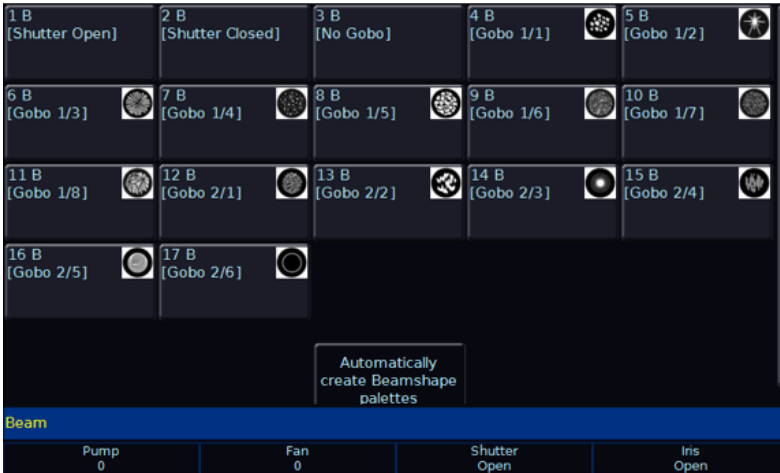 1 B
[Shutter Open]
2 B
[Shutter Closed]
3 B
[No Gobo]
4 B
[Gobo 1/1]
5 B
[Gobo 1/2]
6 B
[Gobo 1/3]
7 B
[Gobo 1/4]
8 B
[Gobo 1/5]
9 B
[Gobo 1/6]
10 B
[Gobo 1/7]
11 B
[Gobo 1/8]
12 B
[Gobo 2/1]
13 B
[Gobo 2/2]
14 B
[Gobo 2/3]
15 B
[Gobo 2/4]
16 B
[Gobo 2/5]
17 B
[Gobo 2/6]
Automatically
create Beamshape
palettes
Beam
Pump
0
Fan
0
Shutter
Open
Iris
Open